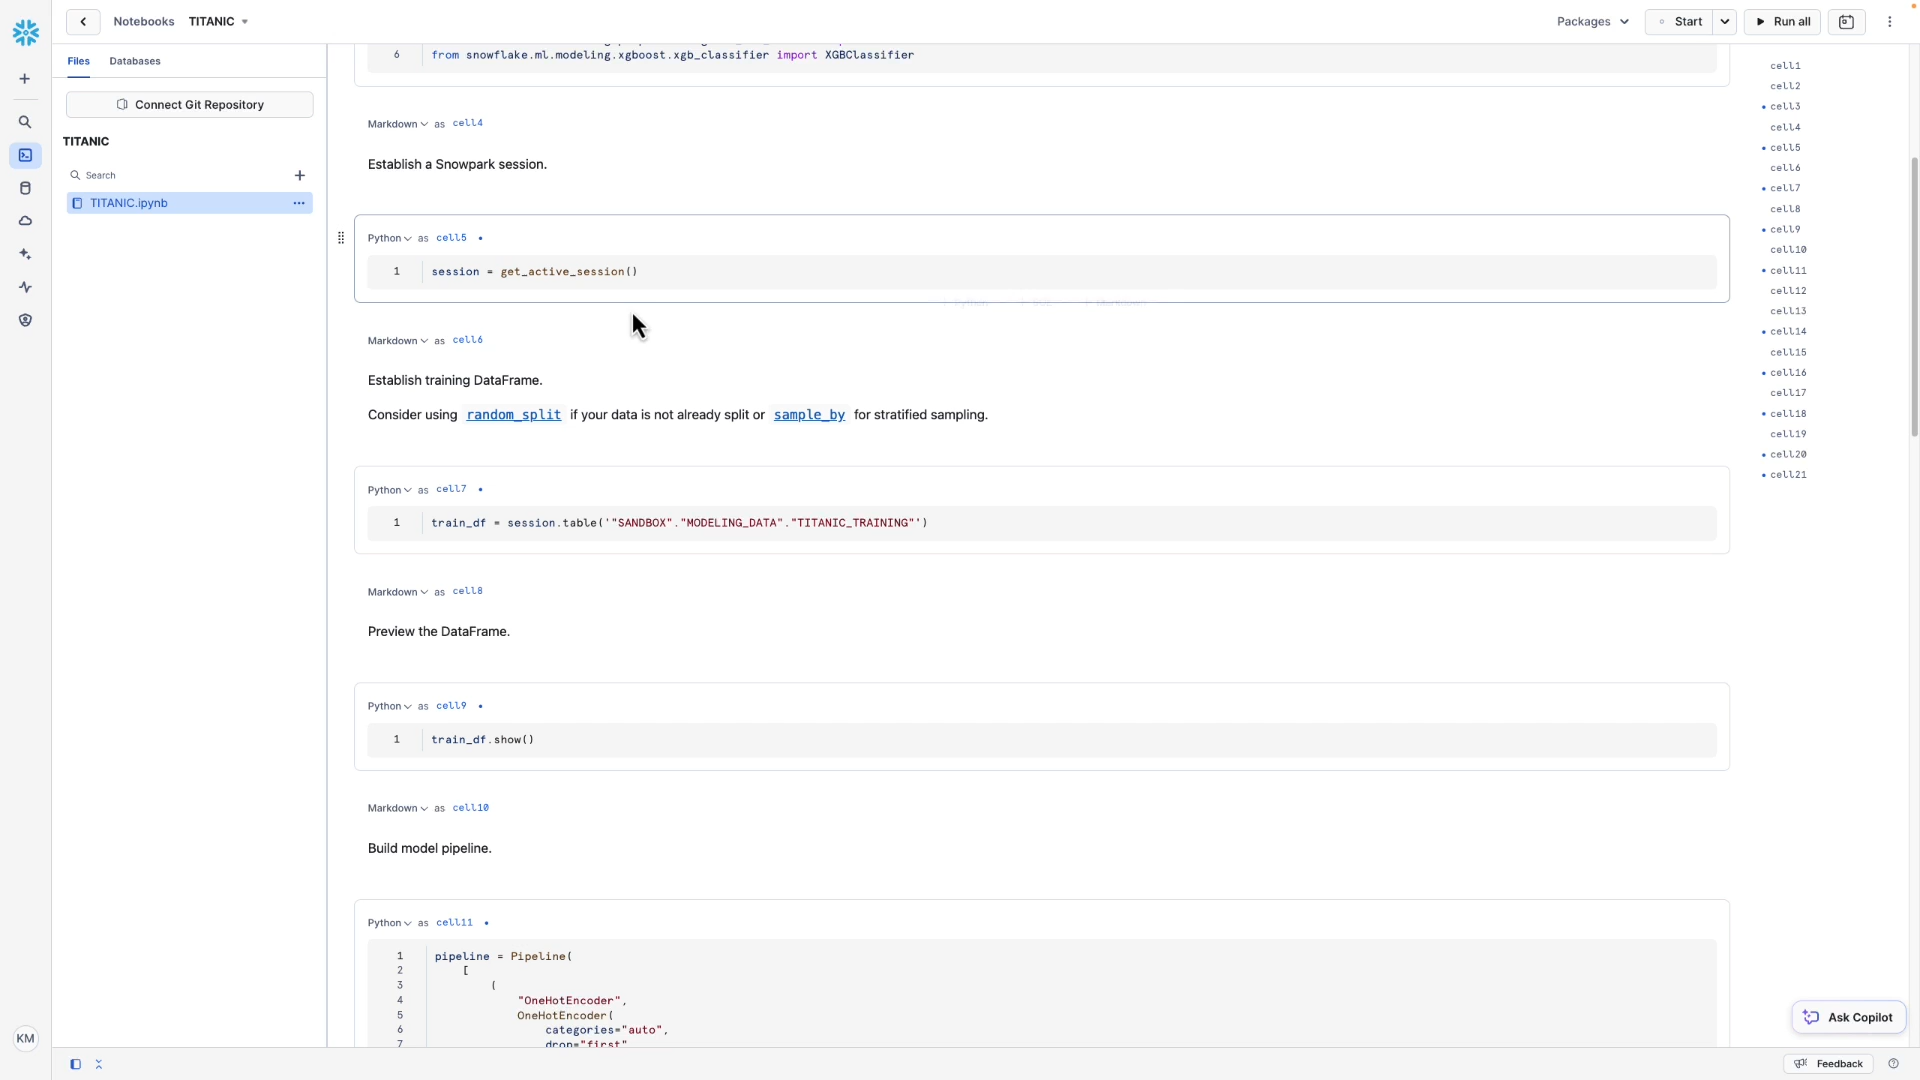 Notebooks TITANIC
Packages Start Run all
Files Databases
Connect Git Repository
TITANIC
Search
TITANIC.ipynb
KM
6 from snowflake.ml.modeling.xgboost.xgb_classifier import XGBClassifier
Markdown as cell4
Establish a Snowpark session.
Python as cell5
1 session = get_active_session()
Markdown as cell6
Establish training DataFrame.
Consider using random_split if your data is not already split or sample_by for stratified sampling.
Python as cell7
1 train_df = session.table('"SANDBOX"."MODELING_DATA"."TITANIC_TRAINING"')
Markdown as cell8
Preview the DataFrame.
Python as cell9
1 train_df.show()
Markdown as cell10
Build model pipeline.
Python as cell11
1 pipeline = Pipeline(
2 [
3 (
4 "OneHotEncoder",
5 OneHotEncoder(
6 categories="auto",
7 drop="first"
cell1
cell2
cell3
cell4
cell5
cell6
cell7
cell8
cell9
cell10
cell11
cell12
cell13
cell14
cell15
cell16
cell17
cell18
cell19
cell20
cell21
Ask Copilot
Feedback